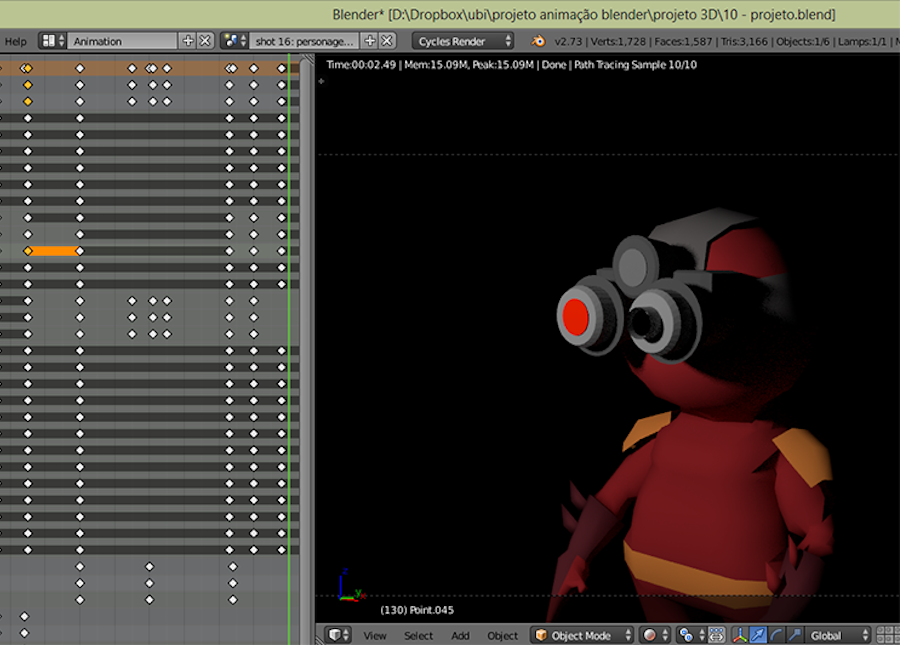 Blender* [D:\Dropbox\ubi\projeto animação blender\projeto 3D\10 - projeto.blend]
Help Animation shot 16: personage... Cycles Render v2.73 | Verts:1,728 | Faces:1,587 | Tris:3,166 | Objects:1/6 | Lamps:1/1 |
Time:00:02.49 | Mem:15.09M, Peak:15.09M | Done | Path Tracing Sample 10/10
z
y
x
(130) Point.045
View Select Add Object Object Mode Global